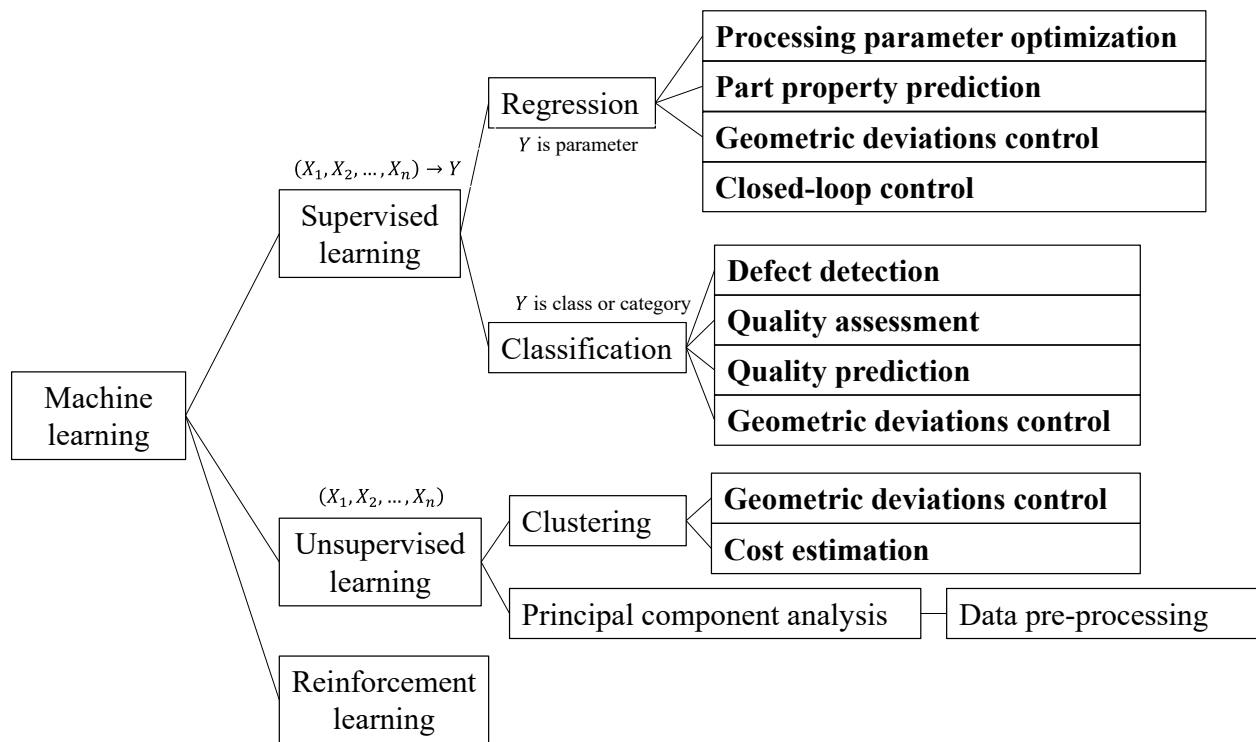 Machine
learning
(X₁, X₂, …, Xₙ) → Y
Supervised
learning
Regression
Y is parameter
Processing parameter optimization
Part property prediction
Geometric deviations control
Closed-loop control
Y is class or category
Classification
Defect detection
Quality assessment
Quality prediction
Geometric deviations control
(X₁, X₂, …, Xₙ)
Unsupervised
learning
Clustering
Geometric deviations control
Cost estimation
Principal component analysis
Data pre-processing
Reinforcement
learning